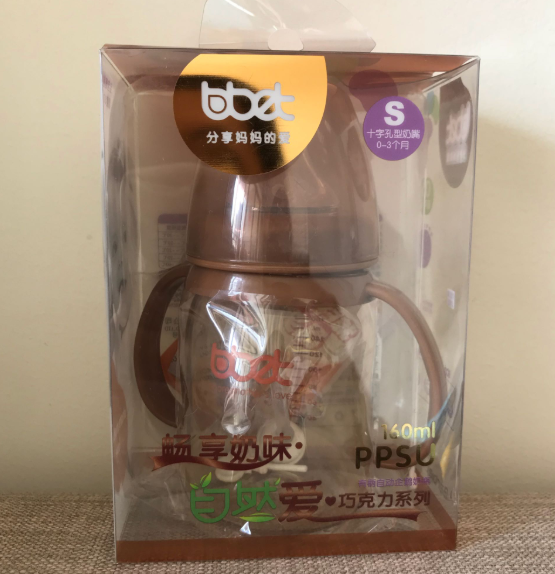 bbet
分享妈妈的爱
S
十字孔型奶嘴
0-3个月
bbet
160ml
PPSU
畅享奶味
自然爱·巧克力系列